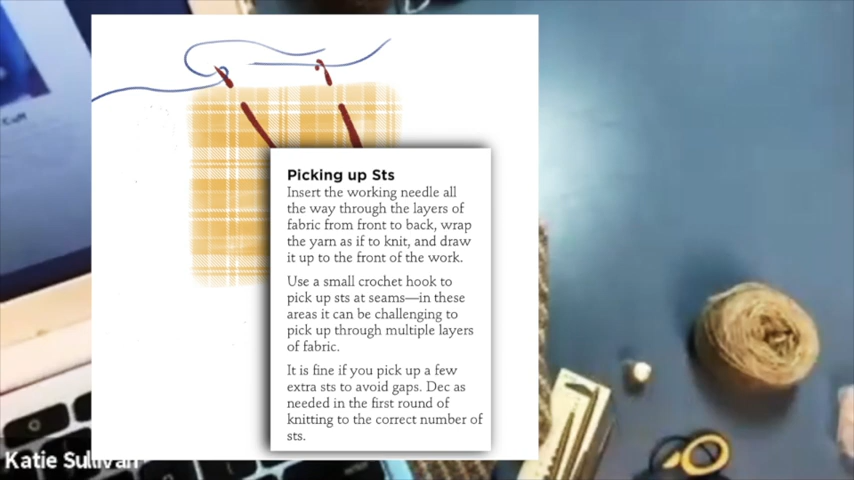 Picking up Sts
Insert the working needle all
the way through the layers of
fabric from front to back, wrap
the yarn as if to knit, and draw
it up to the front of the work.
Use a small crochet hook to
pick up sts at seams—in these
areas it can be challenging to
pick up through multiple layers
of fabric.
It is fine if you pick up a few
extra sts to avoid gaps. Dec as
needed in the first round of
knitting to the correct number of
sts.
Katie Sullivan